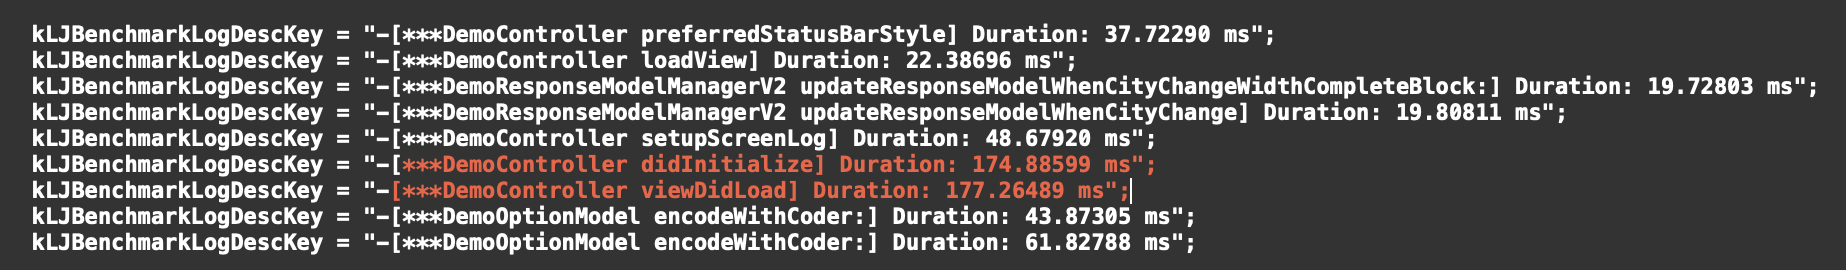 kLJBenchmarkLogDescKey = "-[***DemoController preferredStatusBarStyle] Duration: 37.72290 ms";
kLJBenchmarkLogDescKey = "-[***DemoController loadView] Duration: 22.38696 ms";
kLJBenchmarkLogDescKey = "-[***DemoResponseModelManagerV2 updateResponseModelWhenCityChangeWidthCompleteBlock:] Duration: 19.72803 ms";
kLJBenchmarkLogDescKey = "-[***DemoResponseModelManagerV2 updateResponseModelWhenCityChange] Duration: 19.80811 ms";
kLJBenchmarkLogDescKey = "-[***DemoController setupScreenLog] Duration: 48.67920 ms";
kLJBenchmarkLogDescKey = "-[***DemoController didInitialize] Duration: 174.88599 ms";
kLJBenchmarkLogDescKey = "-[***DemoController viewDidLoad] Duration: 177.26489 ms";
kLJBenchmarkLogDescKey = "-[***DemoOptionModel encodeWithCoder:] Duration: 43.87305 ms";
kLJBenchmarkLogDescKey = "-[***DemoOptionModel encodeWithCoder:] Duration: 61.82788 ms";